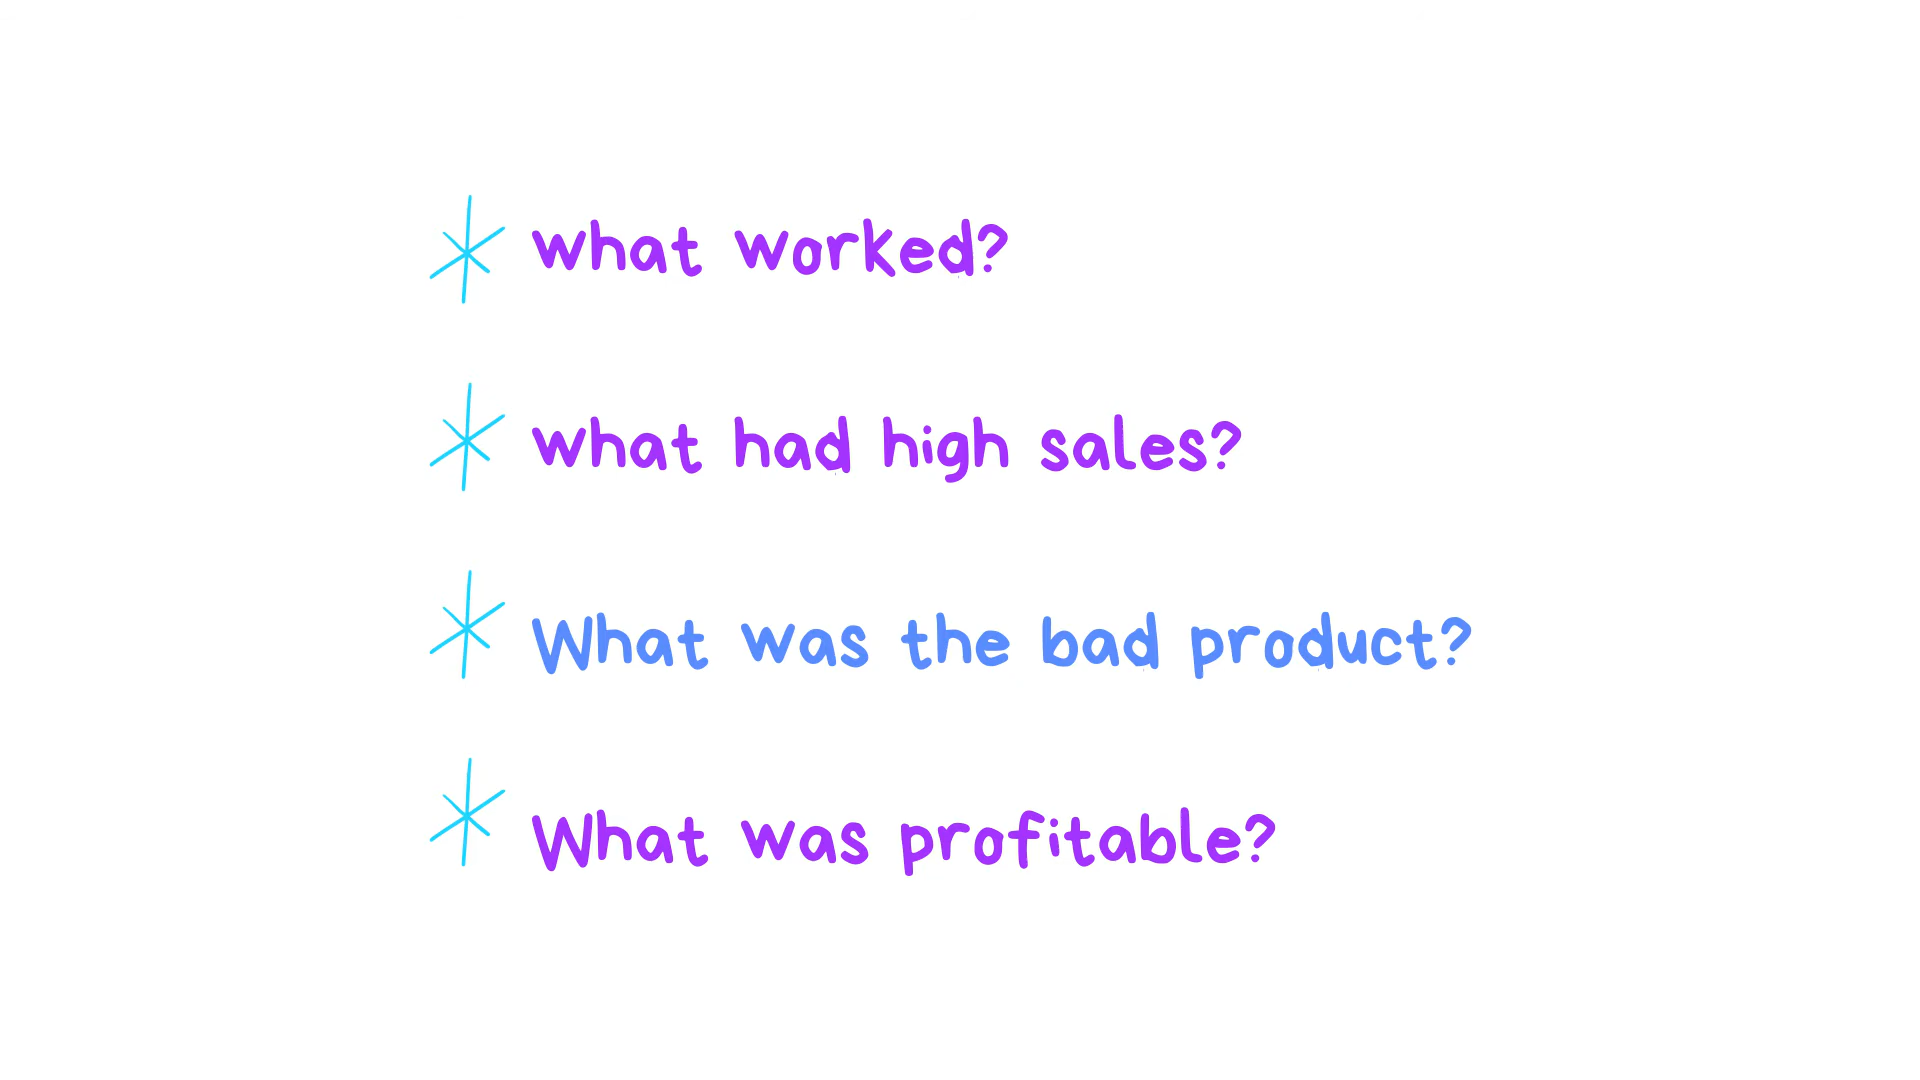 what worked?
what had high sales?
What was the bad product?
What was profitable?